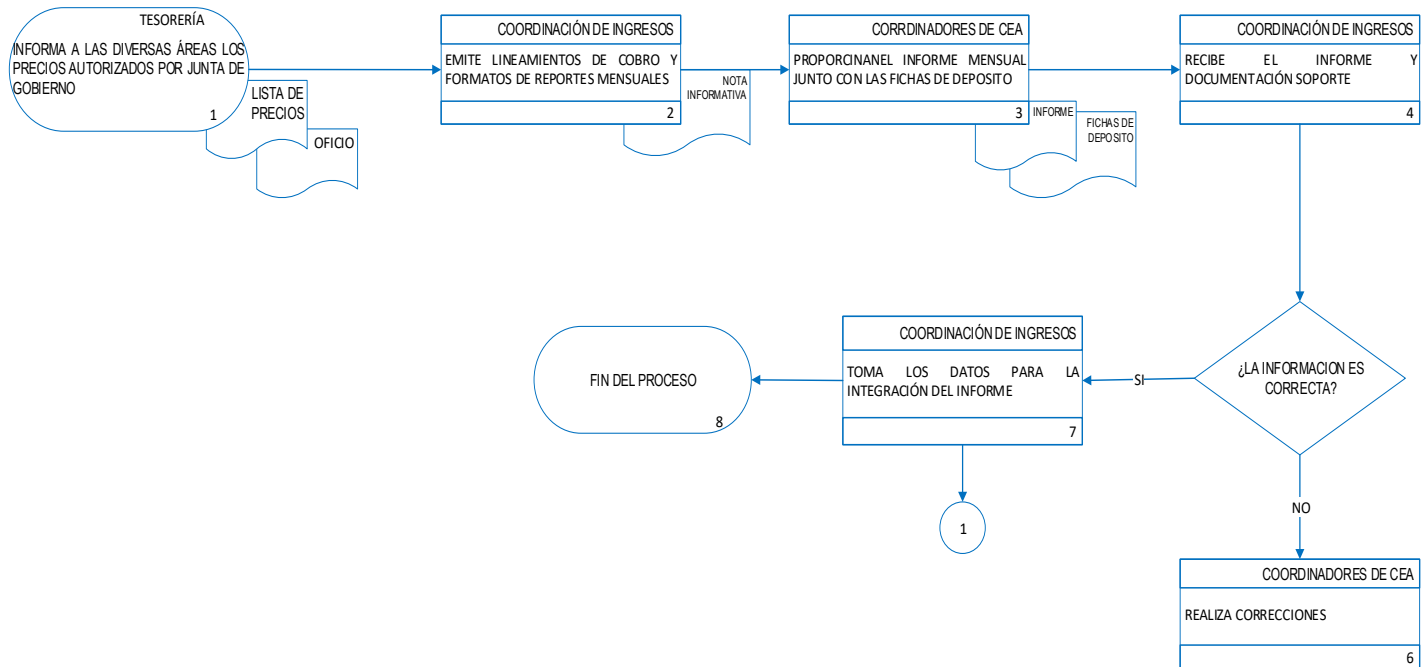 TESORERÍA
INFORMA A LAS DIVERSAS ÁREAS LOS
PRECIOS AUTORIZADOS POR JUNTA DE
GOBIERNO
1
LISTA DE
PRECIOS
OFICIO
COORDINACIÓN DE INGRESOS
EMITE LINEAMIENTOS DE COBRO Y
FORMATOS DE REPORTES MENSUALES
2
NOTA
INFORMATIVA
CORRDINADORES DE CEA
PROPORCINANEL INFORME MENSUAL
JUNTO CON LAS FICHAS DE DEPOSITO
3
INFORME
FICHAS DE
DEPOSITO
COORDINACIÓN DE INGRESOS
RECIBE EL INFORME Y
DOCUMENTACIÓN SOPORTE
4
¿LA INFORMACION ES
CORRECTA?
SI
COORDINACIÓN DE INGRESOS
TOMA LOS DATOS PARA LA
INTEGRACIÓN DEL INFORME
7
FIN DEL PROCESO
8
1
NO
COORDINADORES DE CEA
REALIZA CORRECCIONES
6